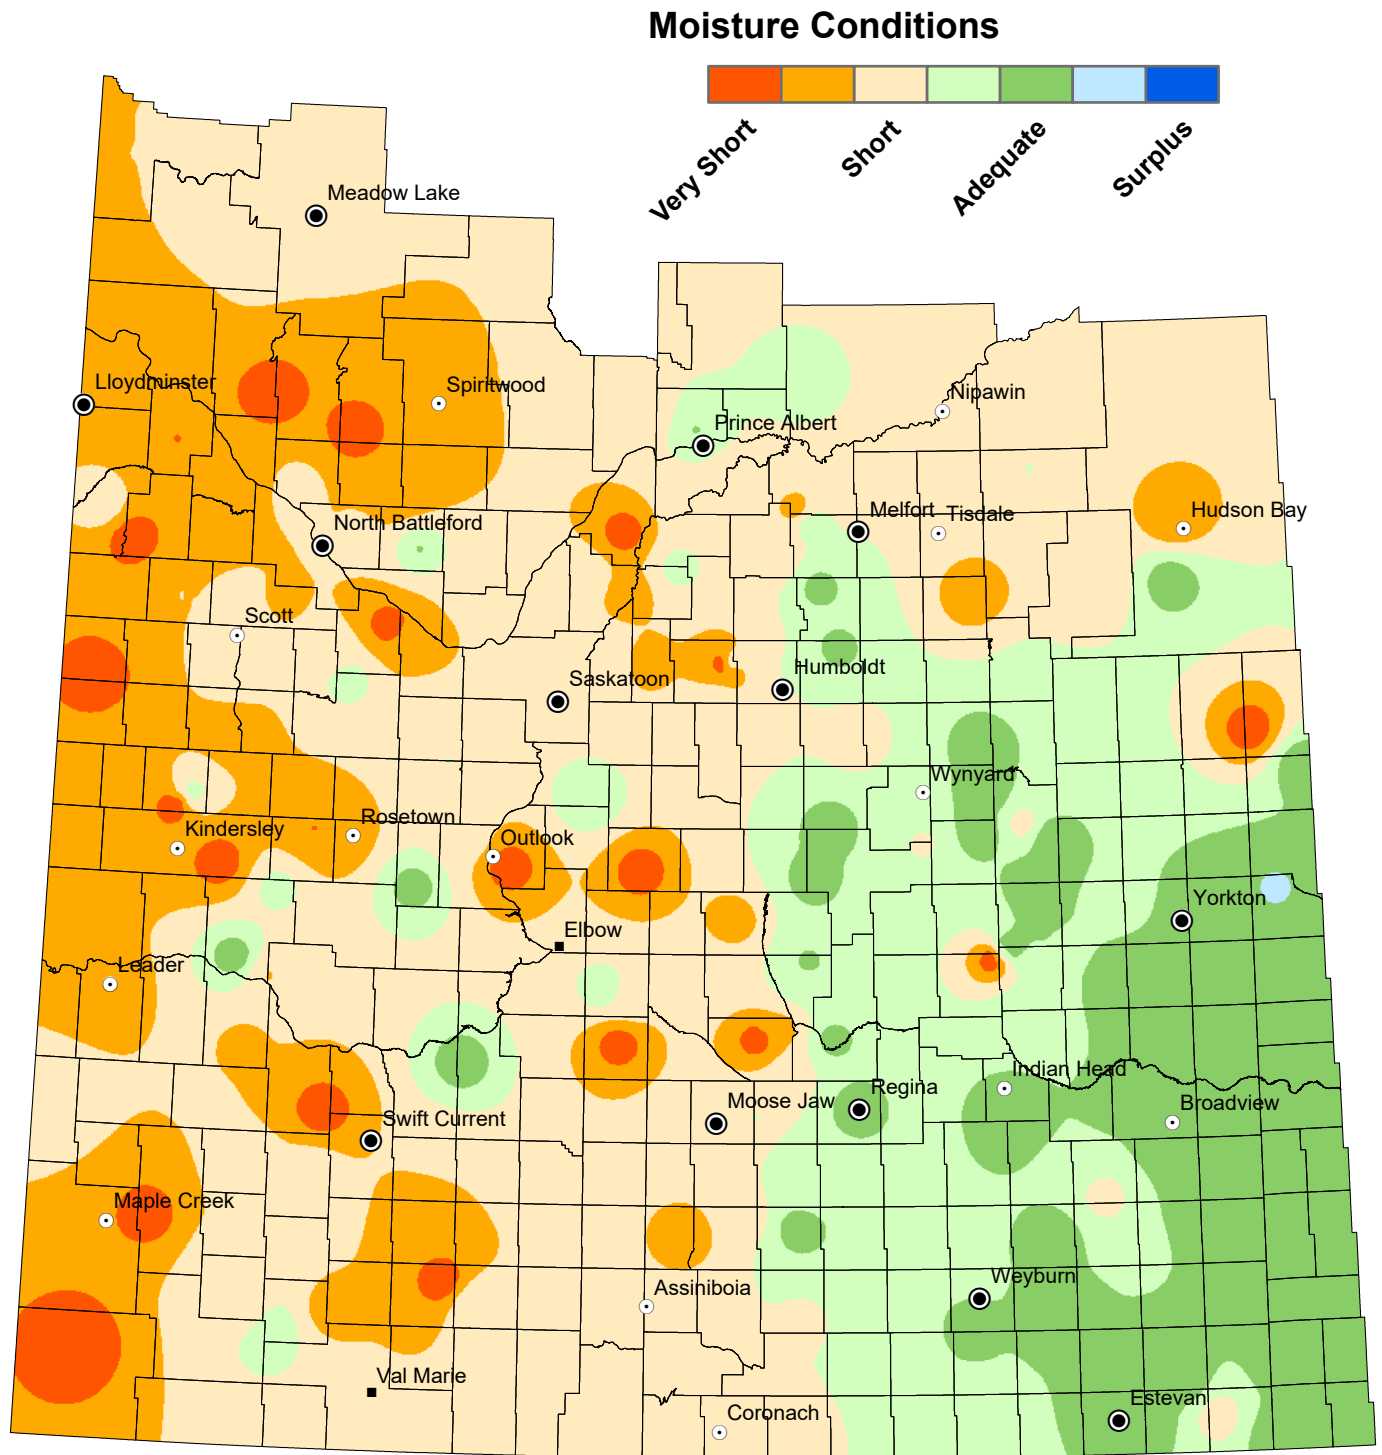 Moisture Conditions
Very Short
Short
Adequate
Surplus
Meadow Lake
Lloydminster
Spiritwood
Nipawin
Prince Albert
Hudson Bay
Melfort
Tisdale
North Battleford
Scott
Humboldt
Saskatoon
Wynyard
Rosetown
Kindersley
Outlook
Yorkton
Elbow
Leader
Indian Head
Regina
Moose Jaw
Broadview
Swift Current
Maple Creek
Weyburn
Assiniboia
Val Marie
Estevan
Coronach